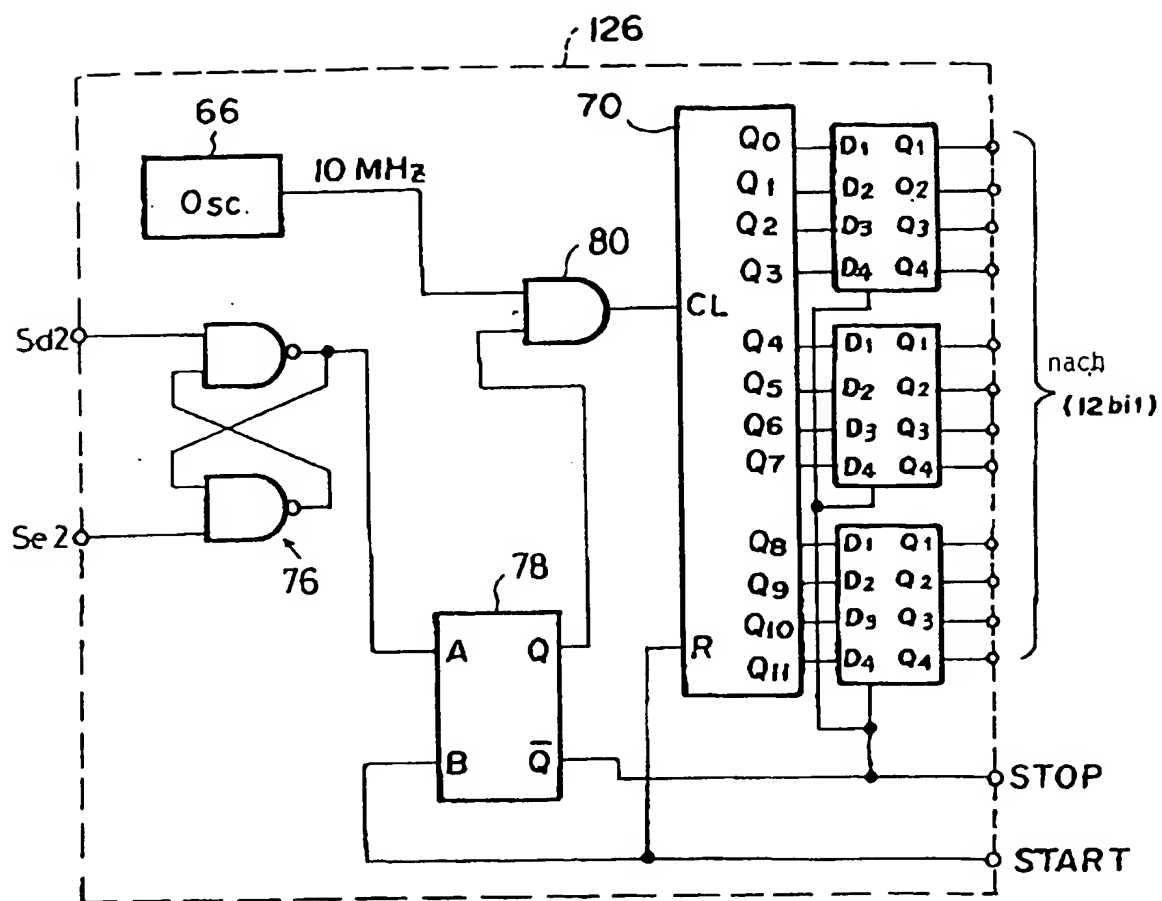 126
66
Osc.
10 MHz
80
70
CL
R
Q0
Q1
Q2
Q3
Q4
Q5
Q6
Q7
Q8
Q9
Q10
Q11
D1 Q1
D2 Q2
D3 Q3
D4 Q4
D1 Q1
D2 Q2
D3 Q3
D4 Q4
D1 Q1
D2 Q2
D3 Q3
D4 Q4
nach
(12bit)
Sd2
Se2
76
78
A Q
B Q̅
STOP
START